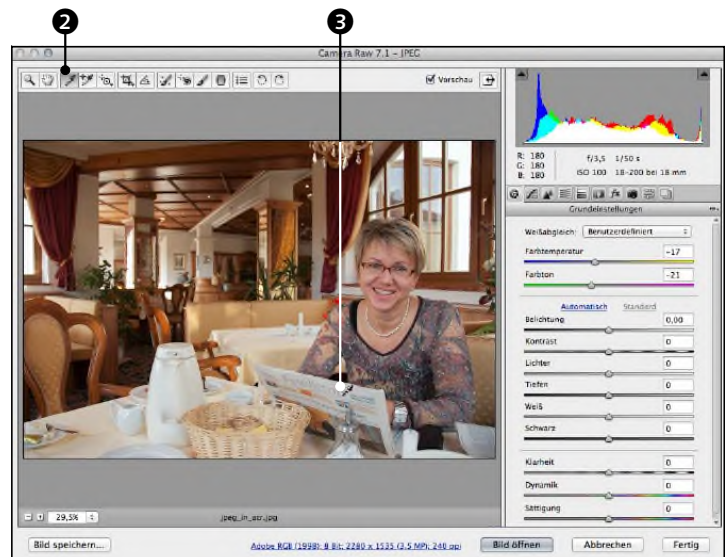 2 3
Camera Raw 7.1 – JPEG
Vorschau
R: 180
G: 180
B: 180
f/3,5 1/50 s
ISO 100 18–200 bei 18 mm
Grundeinstellungen
Weißabgleich: Benutzerdefiniert
Farbtemperatur -17
Farbton -21
Automatisch Standard
Belichtung 0,00
Kontrast 0
Lichter 0
Tiefen 0
Weiß 0
Schwarz 0
Klarheit 0
Dynamik 0
Sättigung 0
29,3% jpeg_in_acr.jpg
Bild speichern... Adobe RGB (1998); 8 Bit; 2280 x 1535 (3,5 MP); 240 ppi Bild öffnen Abbrechen Fertig